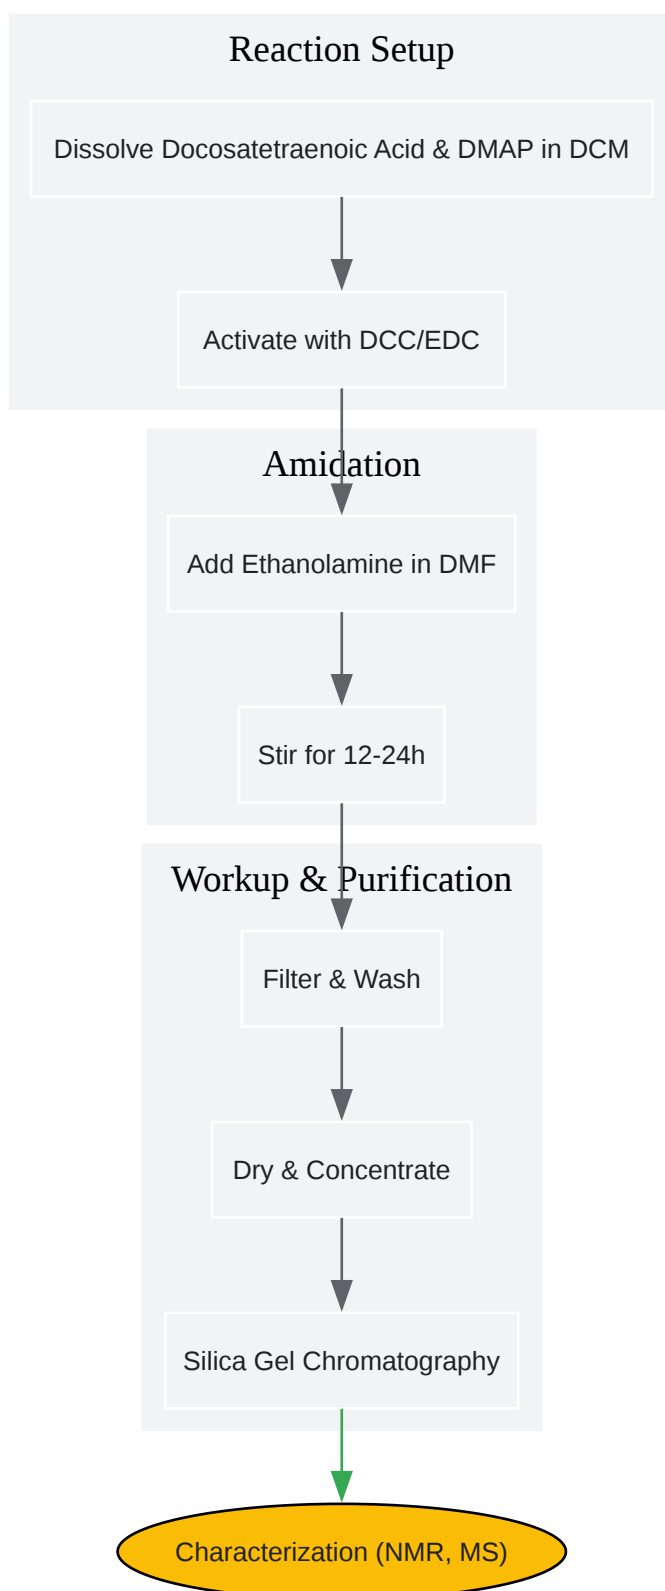 Reaction Setup
Dissolve Docosatetraenoic Acid & DMAP in DCM
Activate with DCC/EDC
Amidation
Add Ethanolamine in DMF
Stir for 12-24h
Workup & Purification
Filter & Wash
Dry & Concentrate
Silica Gel Chromatography
Characterization (NMR, MS)